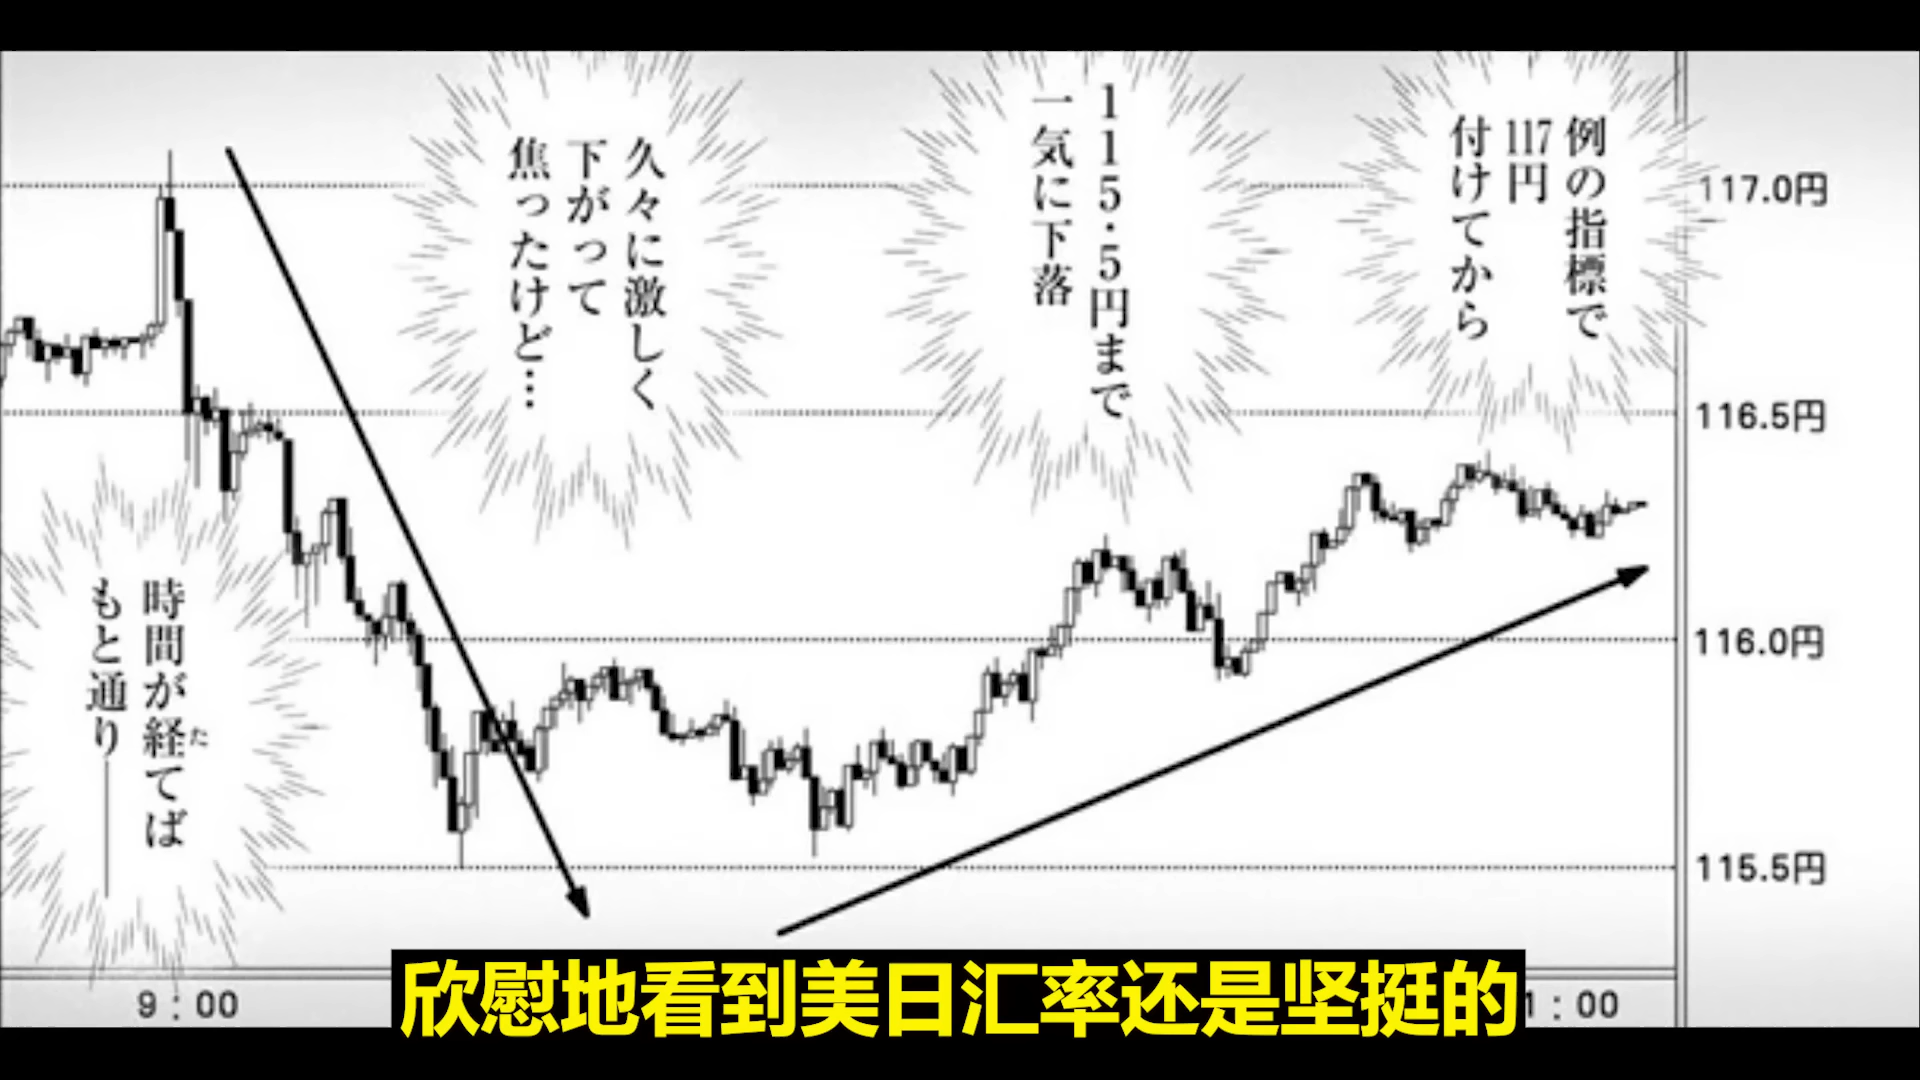 例の指標で
117円
付けてから
115.5円まで
一気に下落
久々に激しく
下がって
焦ったけど…
時間が経てば
た
もと通り――
117.0円
116.5円
116.0円
115.5円
9:00
1:00
欣慰地看到美日汇率还是坚挺的